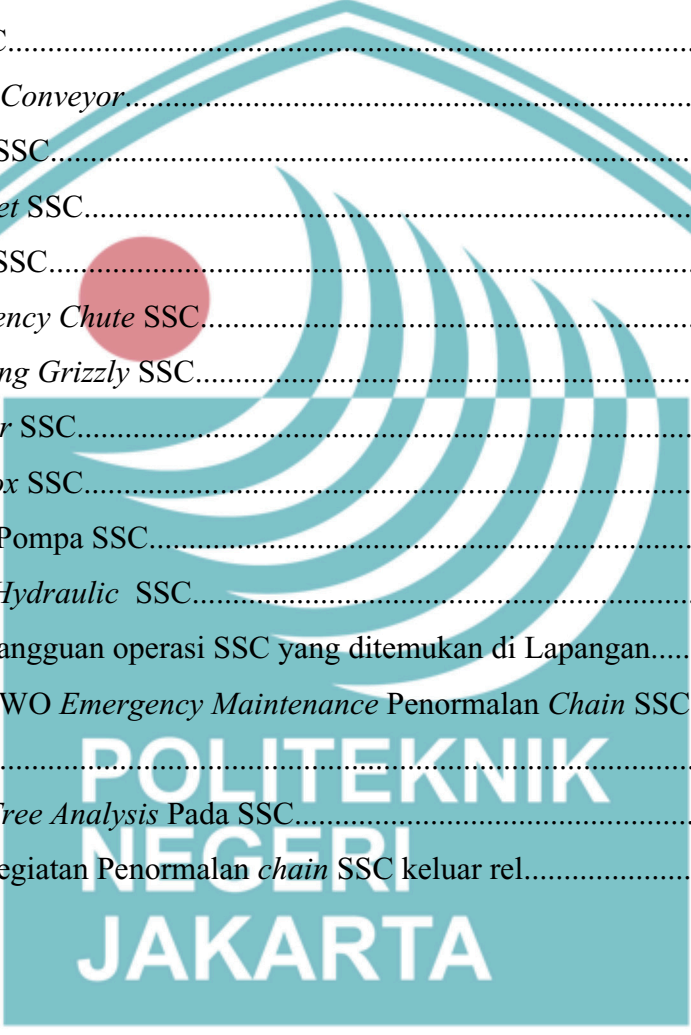 C
Conveyor
SSC
et SSC
SSC
ency Chute SSC
ng Grizzly SSC
r SSC
ox SSC
Pompa SSC
Hydraulic SSC
angguan operasi SSC yang ditemukan di Lapangan
WO Emergency Maintenance Penormalan Chain SSC
Tree Analysis Pada SSC
egiatan Penormalan chain SSC keluar rel
POLITEKNIK
NEGERI
JAKARTA